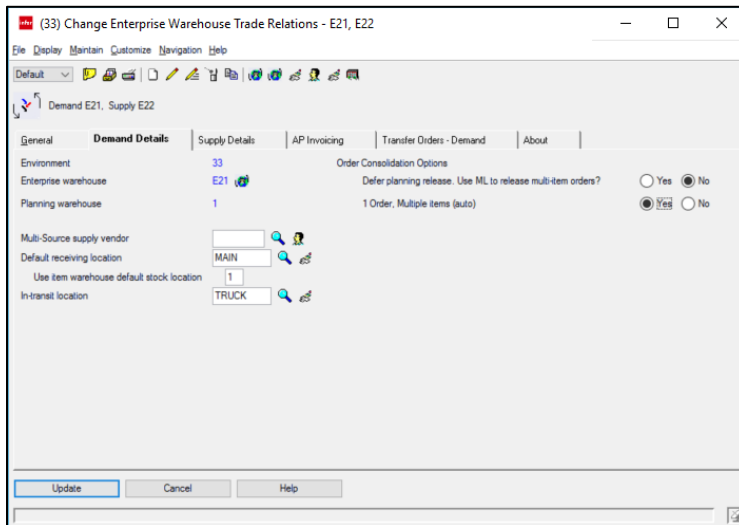 infor (33) Change Enterprise Warehouse Trade Relations - E21, E22
File Display Maintain Customize Navigation Help
Default
Demand E21, Supply E22
General Demand Details Supply Details AP Invoicing Transfer Orders - Demand About
Environment 33 Order Consolidation Options
Enterprise warehouse E21 Defer planning release. Use ML to release multi-item orders? Yes No
Planning warehouse 1 1 Order, Multiple items (auto) Yes No
Multi-Source supply vendor
Default receiving location MAIN
Use item warehouse default stock location 1
In-transit location TRUCK
Update Cancel Help